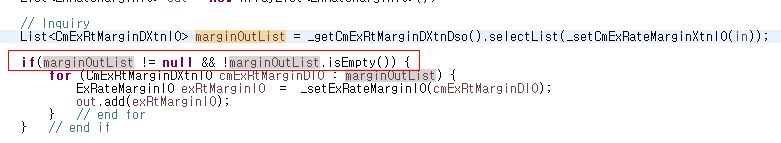 // Inquiry
List<CmExRtMarginDXtnIO> marginOutList = _getCmExRtMarginDXtnDso().selectList(_setCmExRateMarginXtnIO(in));
if(marginOutList != null && !marginOutList.isEmpty()) {
for (CmExRtMarginDXtnIO cmExRtMarginDIO : marginOutList) {
ExRateMarginIO exRtMarginIO = _setExRateMarginIO(cmExRtMarginDIO);
out.add(exRtMarginIO);
} // end for
} // end if